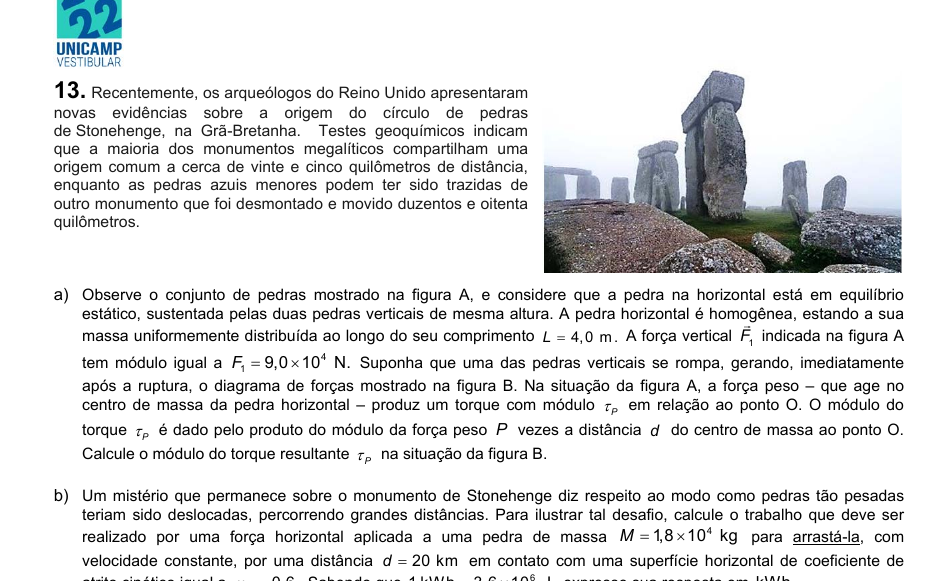 22
UNICAMP
VESTIBULAR
13. Recentemente, os arqueólogos do Reino Unido apresentaram
novas evidências sobre a origem do círculo de pedras
de Stonehenge, na Grã-Bretanha. Testes geoquímicos indicam
que a maioria dos monumentos megalíticos compartilham uma
origem comum a cerca de vinte e cinco quilômetros de distância,
enquanto as pedras azuis menores podem ter sido trazidas de
outro monumento que foi desmontado e movido duzentos e oitenta
quilômetros.
a) Observe o conjunto de pedras mostrado na figura A, e considere que a pedra na horizontal está em equilíbrio
estático, sustentada pelas duas pedras verticais de mesma altura. A pedra horizontal é homogênea, estando a sua
massa uniformemente distribuída ao longo do seu comprimento L = 4,0 m. A força vertical F⃗₁ indicada na figura A
tem módulo igual a F₁ = 9,0×10⁴ N. Suponha que uma das pedras verticais se rompa, gerando, imediatamente
após a ruptura, o diagrama de forças mostrado na figura B. Na situação da figura A, a força peso – que age no
centro de massa da pedra horizontal – produz um torque com módulo τ_P em relação ao ponto O. O módulo do
torque τ_P é dado pelo produto do módulo da força peso P vezes a distância d do centro de massa ao ponto O.
Calcule o módulo do torque resultante τ_P na situação da figura B.
b) Um mistério que permanece sobre o monumento de Stonehenge diz respeito ao modo como pedras tão pesadas
teriam sido deslocadas, percorrendo grandes distâncias. Para ilustrar tal desafio, calcule o trabalho que deve ser
realizado por uma força horizontal aplicada a uma pedra de massa M = 1,8×10⁴ kg para arrastá-la, com
velocidade constante, por uma distância d = 20 km em contato com uma superfície horizontal de coeficiente de